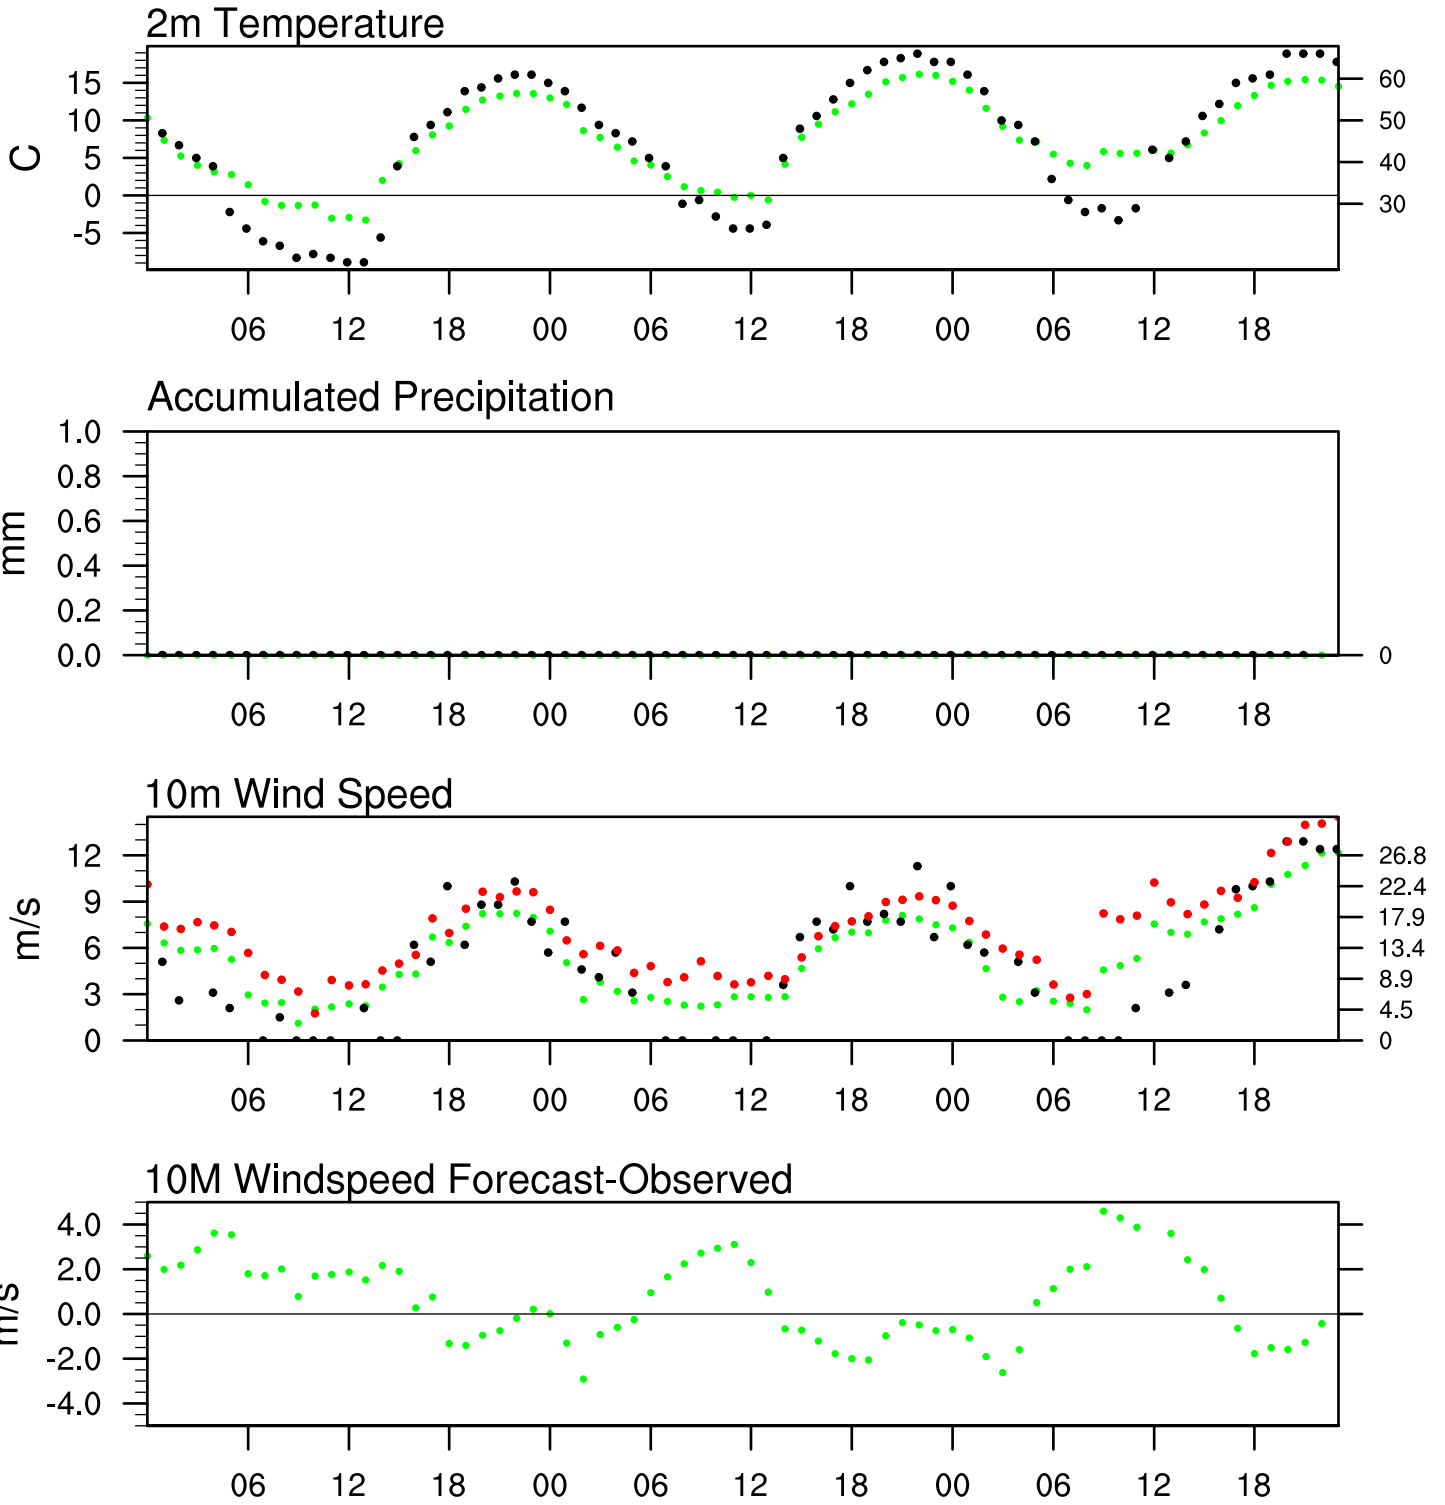 2m Temperature
C
15
10
5
0
-5
60
50
40
30
06 12 18 00 06 12 18 00 06 12 18
Accumulated Precipitation
mm
1.0
0.8
0.6
0.4
0.2
0.0
0
06 12 18 00 06 12 18 00 06 12 18
10m Wind Speed
m/s
12
9
6
3
0
26.8
22.4
17.9
13.4
8.9
4.5
0
06 12 18 00 06 12 18 00 06 12 18
10M Windspeed Forecast-Observed
m/s
4.0
2.0
0.0
-2.0
-4.0
06 12 18 00 06 12 18 00 06 12 18